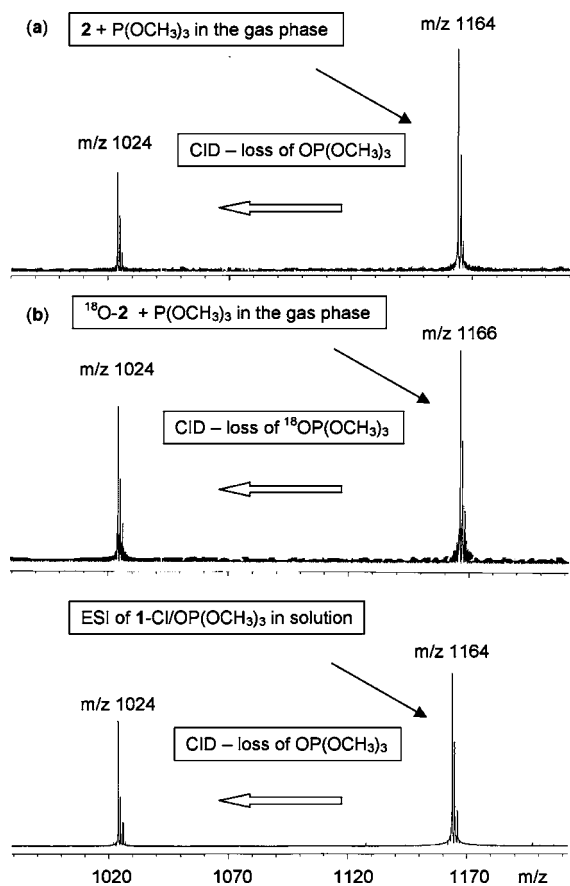 (a) 2 + P(OCH₃)₃ in the gas phase
m/z 1164
m/z 1024
CID – loss of OP(OCH₃)₃
(b) ¹⁸O-2 + P(OCH₃)₃ in the gas phase
m/z 1166
m/z 1024
CID – loss of ¹⁸OP(OCH₃)₃
ESI of 1-Cl/OP(OCH₃)₃ in solution
m/z 1164
m/z 1024
CID – loss of OP(OCH₃)₃
1020 1070 1120 1170 m/z